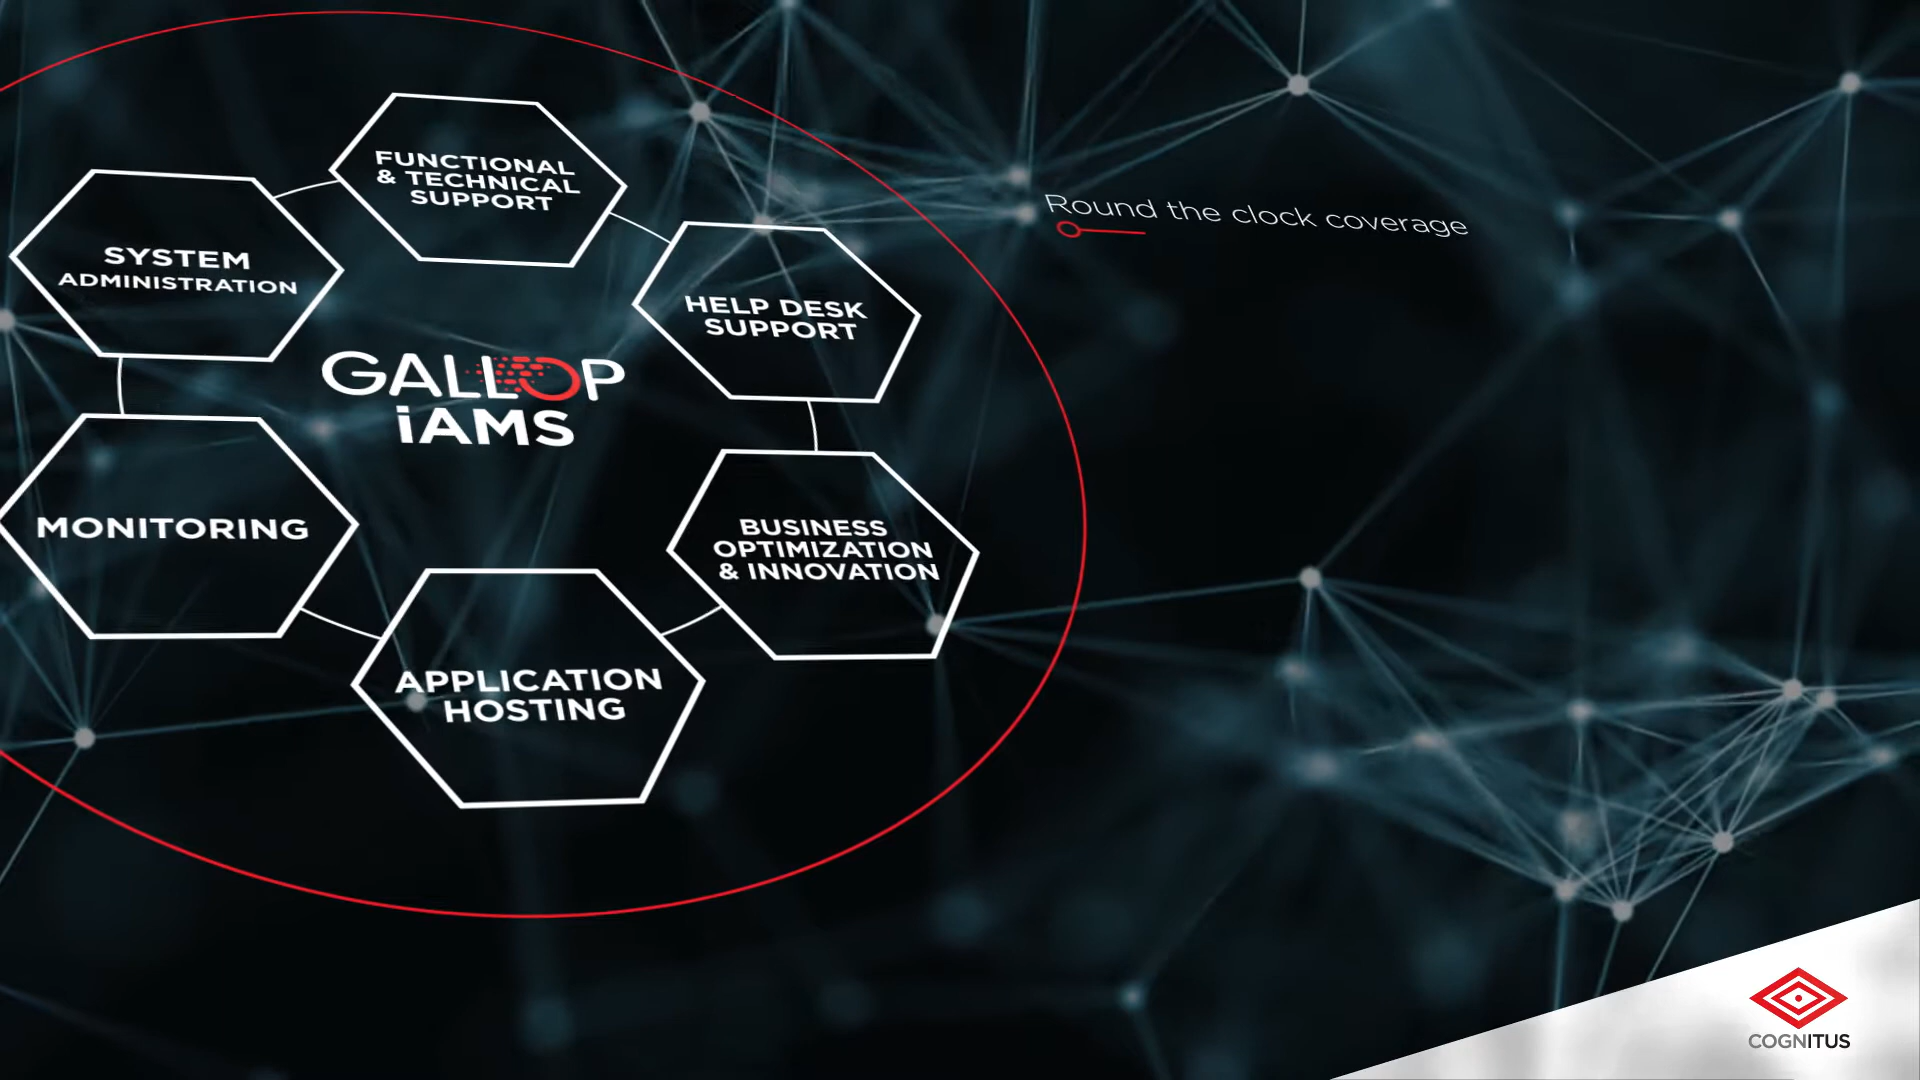 FUNCTIONAL
& TECHNICAL
SUPPORT
SYSTEM
ADMINISTRATION
HELP DESK
SUPPORT
Round the clock coverage
GALLOP
iAMS
MONITORING
BUSINESS
OPTIMIZATION
& INNOVATION
APPLICATION
HOSTING
COGNITUS